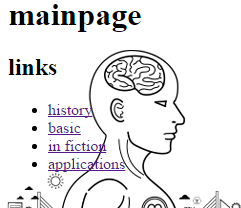 mainpage
links
history
basic
in fiction
applications